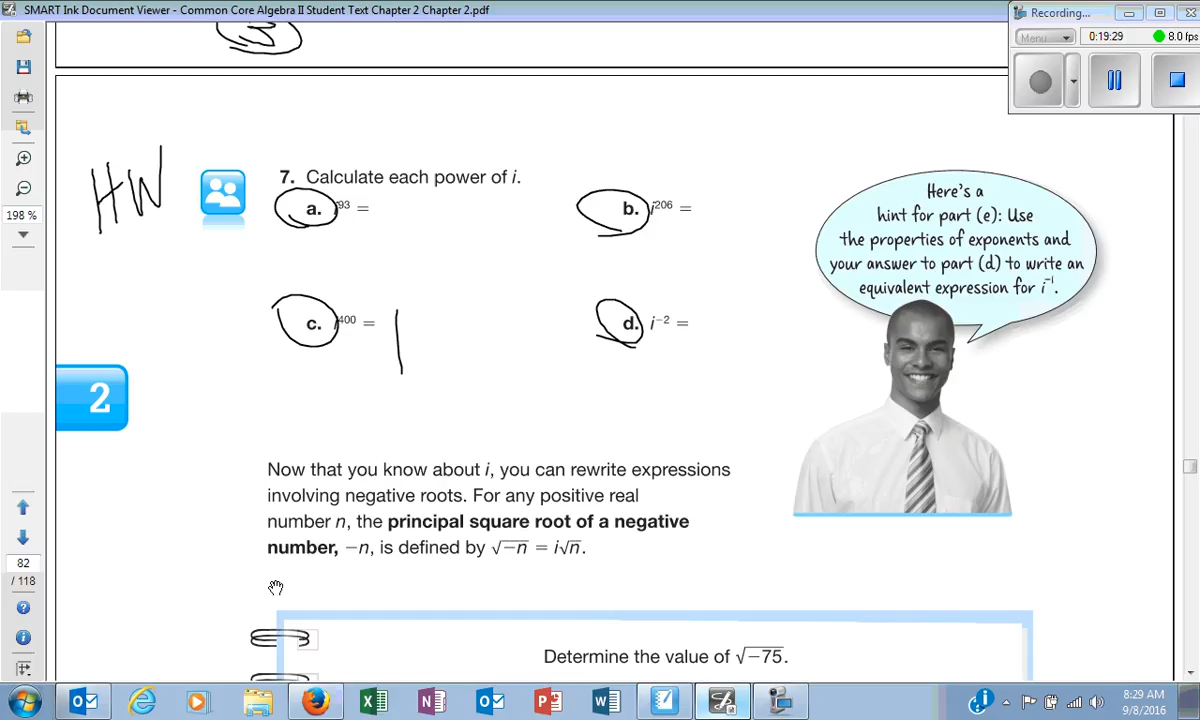 SMART Ink Document Viewer - Common Core Algebra II Student Text Chapter 2 Chapter 2.pdf
Recording...
Menu
0:19:29
8.0 fps
3
HW
7. Calculate each power of i.
a. i⁹³ =
b. i²⁰⁶ =
c. i⁴⁰⁰ = 1
d. i⁻² =
Here's a
hint for part (e): Use
the properties of exponents and
your answer to part (d) to write an
equivalent expression for i⁻¹.
198 %
2
Now that you know about i, you can rewrite expressions
involving negative roots. For any positive real
number n, the principal square root of a negative
number, −n, is defined by √−n = i√n.
82
/ 118
Determine the value of √−75.
8:29 AM
9/8/2016